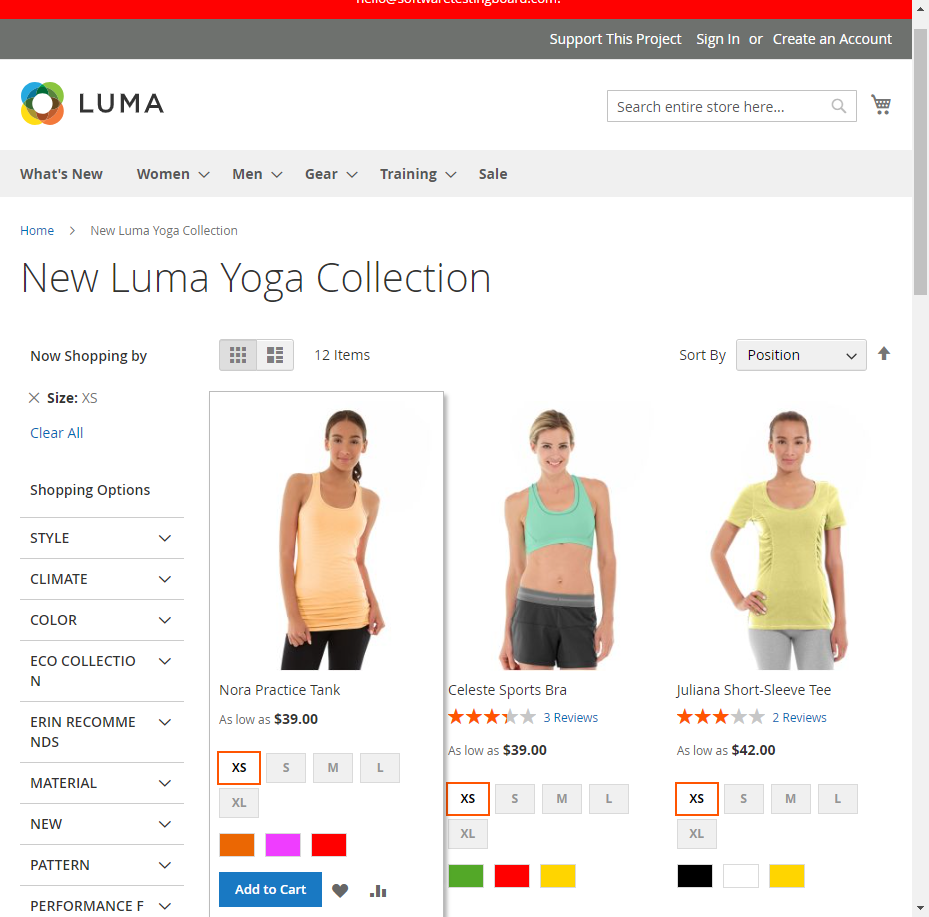 hello@softwaretestingboard.com.
Support This Project Sign In or Create an Account
LUMA
Search entire store here...
What's New Women Men Gear Training Sale
Home New Luma Yoga Collection
New Luma Yoga Collection
Now Shopping by
12 Items
Sort By Position
Size: XS
Clear All
Shopping Options
STYLE
CLIMATE
COLOR
ECO COLLECTIO
N
ERIN RECOMME
NDS
MATERIAL
NEW
PATTERN
PERFORMANCE F
Nora Practice Tank
As low as $39.00
XS S M L
XL
Add to Cart
Celeste Sports Bra
3 Reviews
As low as $39.00
XS S M L
XL
Juliana Short-Sleeve Tee
2 Reviews
As low as $42.00
XS S M L
XL